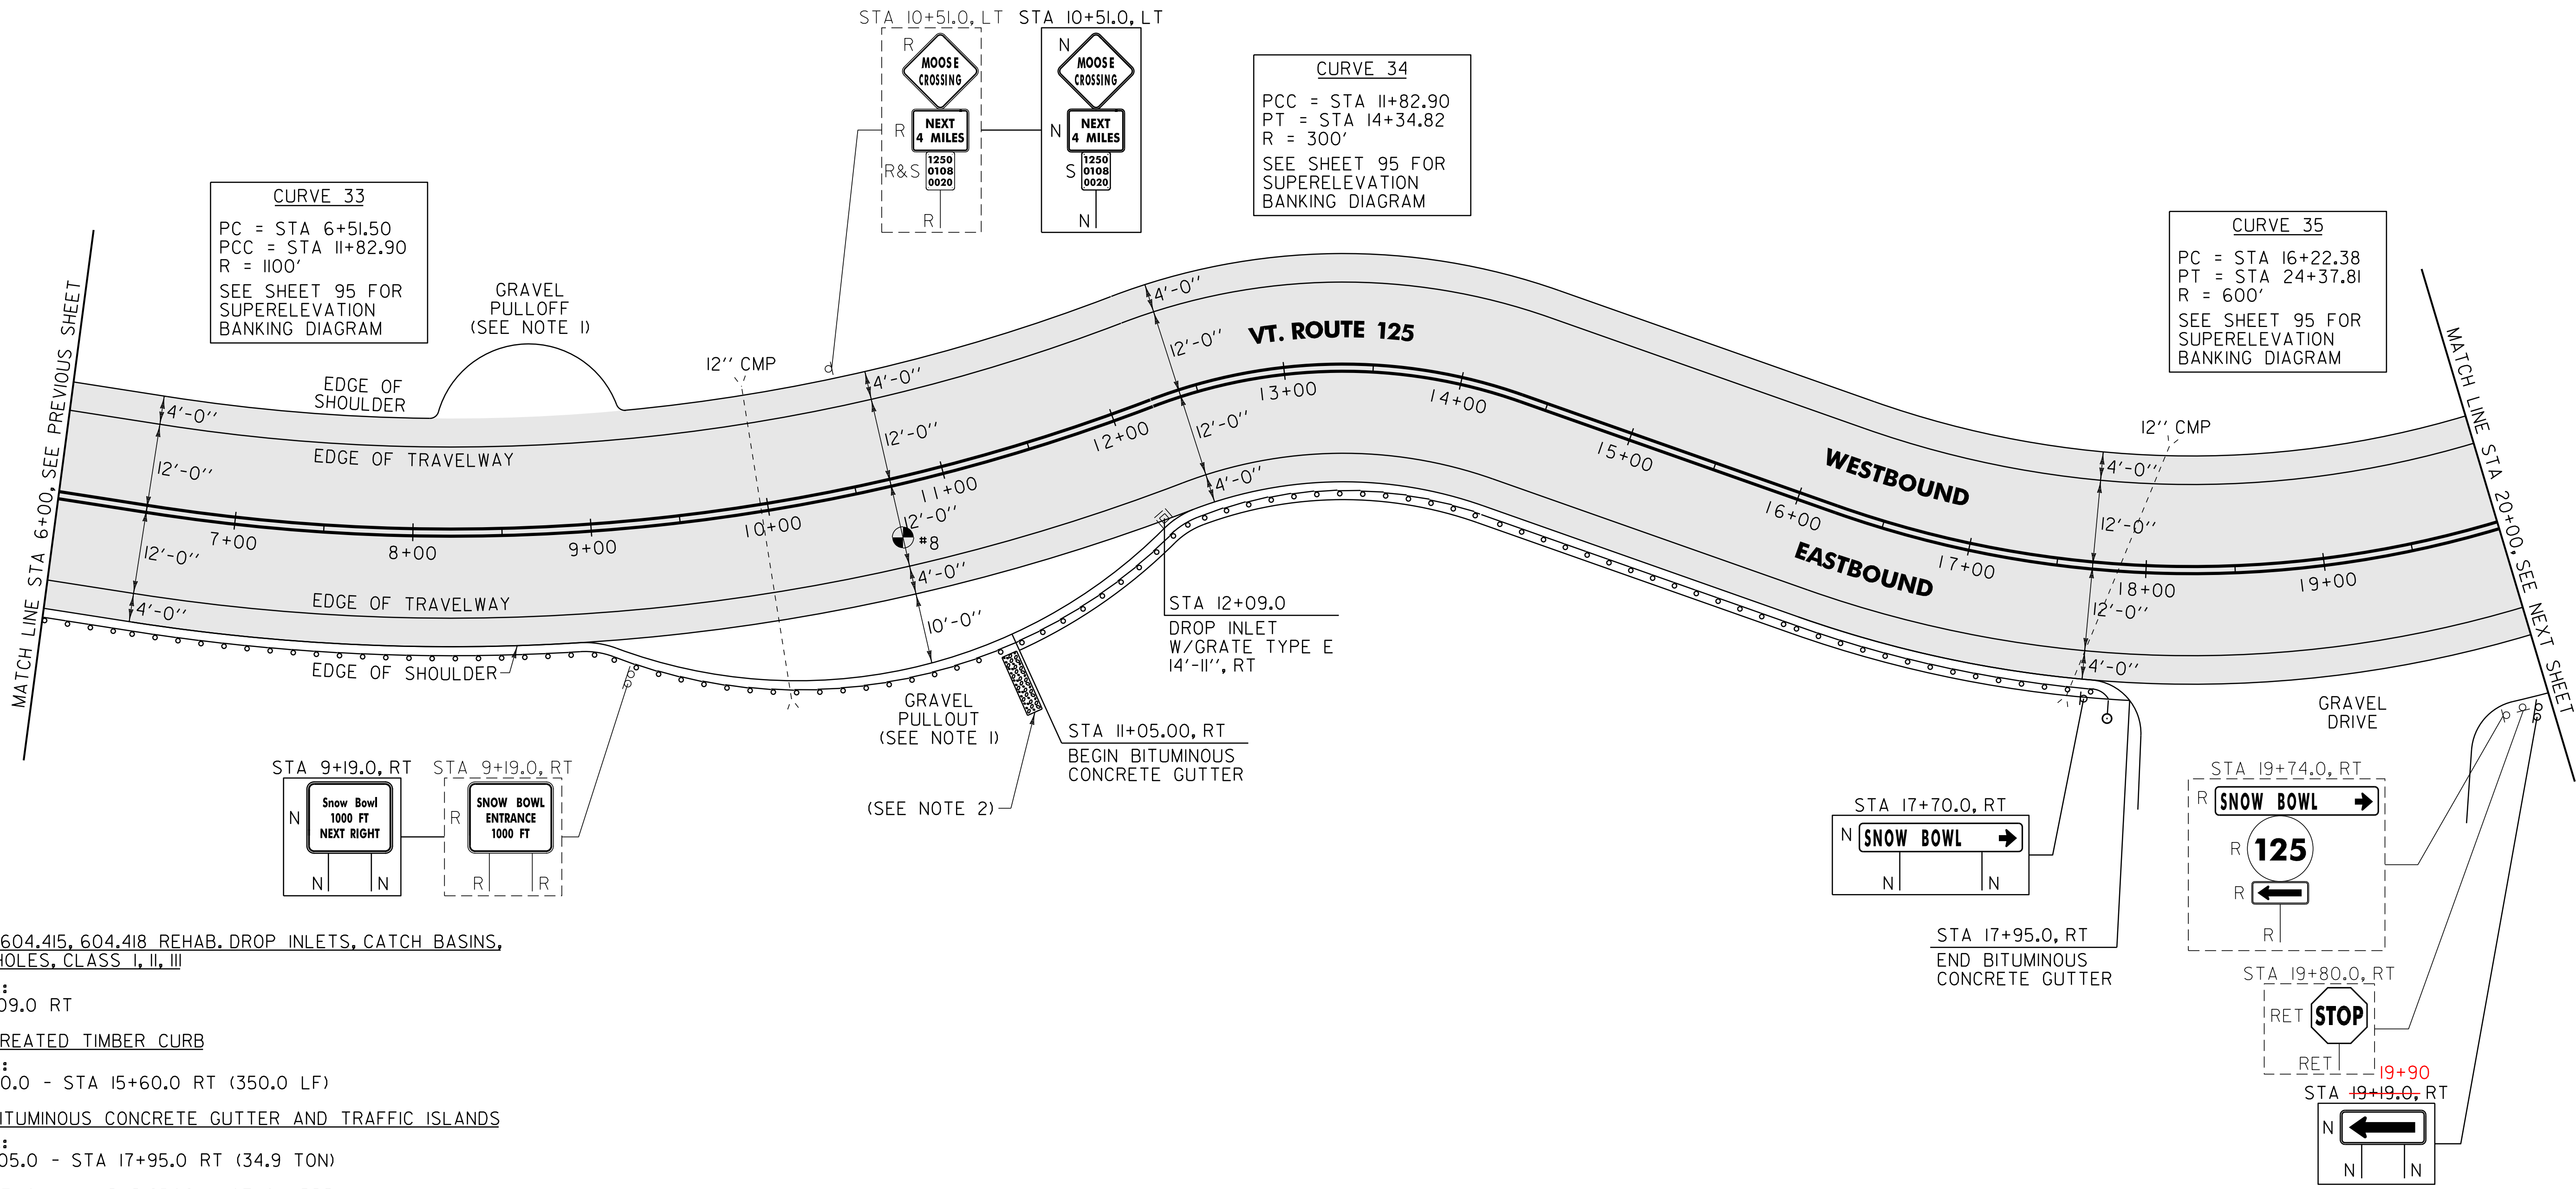 STA 10+51.0, LT
R
MOOSE
CROSSING
R
NEXT
4 MILES
R&S
1250
0108
0020
R
STA 10+51.0, LT
N
MOOSE
CROSSING
N
NEXT
4 MILES
S
1250
0108
0020
N
CURVE 34
PCC = STA 11+82.90
PT = STA 14+34.82
R = 300'
SEE SHEET 95 FOR
SUPERELEVATION
BANKING DIAGRAM
CURVE 33
PC = STA 6+51.50
PCC = STA 11+82.90
R = 1100'
SEE SHEET 95 FOR
SUPERELEVATION
BANKING DIAGRAM
CURVE 35
PC = STA 16+22.38
PT = STA 24+37.81
R = 600'
SEE SHEET 95 FOR
SUPERELEVATION
BANKING DIAGRAM
MATCH LINE STA 6+00, SEE PREVIOUS SHEET
GRAVEL
PULLOFF
(SEE NOTE 1)
EDGE OF
SHOULDER
12'' CMP
4'-0''
12'-0''
12'-0''
4'-0''
EDGE OF TRAVELWAY
EDGE OF TRAVELWAY
EDGE OF SHOULDER
4'-0''
12'-0''
12'-0''
#8
4'-0''
10'-0''
4'-0''
12'-0''
12'-0''
4'-0''
VT. ROUTE 125
WESTBOUND
EASTBOUND
7+00
8+00
9+00
10+00
11+00
12+00
13+00
14+00
15+00
16+00
17+00
18+00
19+00
12'' CMP
4'-0''
12'-0''
12'-0''
4'-0''
MATCH LINE STA 20+00, SEE NEXT SHEET
GRAVEL
DRIVE
STA 12+09.0
DROP INLET
W/GRATE TYPE E
14'-11'', RT
GRAVEL
PULLOUT
(SEE NOTE 1)
STA 11+05.00, RT
BEGIN BITUMINOUS
CONCRETE GUTTER
(SEE NOTE 2)
STA 9+19.0, RT
N
Snow Bowl
1000 FT
NEXT RIGHT
N
N
STA 9+19.0, RT
R
SNOW BOWL
ENTRANCE
1000 FT
R
R
STA 17+70.0, RT
N
SNOW BOWL
N
N
STA 17+95.0, RT
END BITUMINOUS
CONCRETE GUTTER
STA 19+74.0, RT
R
SNOW BOWL
R
125
R
R
STA 19+80.0, RT
RET
STOP
RET
19+90
STA 19+19.0, RT
N
N
N
604.415, 604.418 REHAB. DROP INLETS, CATCH BASINS,
HOLES, CLASS I, II, III
:
09.0 RT
REATED TIMBER CURB
:
0.0 - STA 15+60.0 RT (350.0 LF)
ITUMINOUS CONCRETE GUTTER AND TRAFFIC ISLANDS
:
05.0 - STA 17+95.0 RT (34.9 TON)